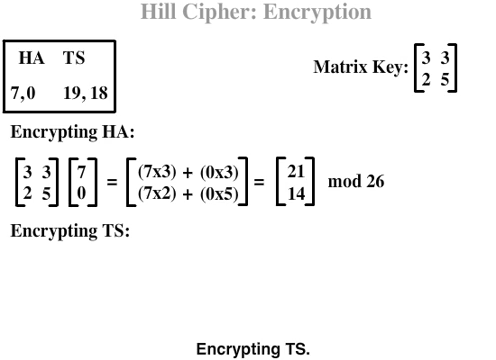 Hill Cipher: Encryption
HA TS
7,0 19, 18
Matrix Key: 3 3
2 5
Encrypting HA:
3 3 7 = (7x3) + (0x3) = 21 mod 26
2 5 0 (7x2) + (0x5) 14
Encrypting TS:
Encrypting TS.